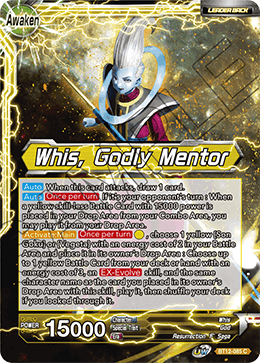 Awaken
LEADER BACK
Whis, Godly Mentor
Auto When this card attacks, draw 1 card.
Auto Once per turn If it's your opponent's turn : When
a yellow skill-less Battle Card with 15000 power is
placed in your Drop Area from your Combo Area, you
may play it from your Drop Area.
Activate: Main Once per turn , choose 1 yellow [Son
Goku] or [Vegeta] with an energy cost of 2 in your Battle
Area and place it in its owner's Drop Area : Choose up
to 1 yellow Battle Card from your deck or hand with an
energy cost of 3, an EX-Evolve skill, and the same
character name as the card you placed in its owner's
Drop Area with this skill, play it, then shuffle your deck
if you looked through it.
POWER
15000
Character
Whis
Special Trait
God
Era
Resurrection Saga
BT12-085 C